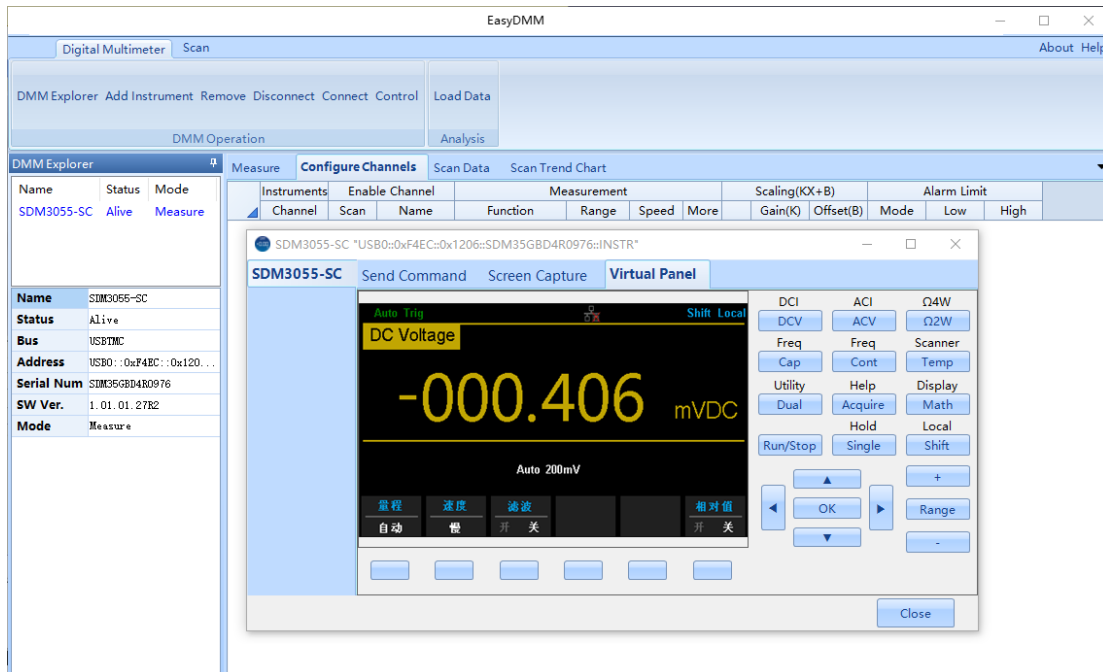 EasyDMM
Digital Multimeter Scan About Help
DMM Explorer Add Instrument Remove Disconnect Connect Control Load Data
DMM Operation Analysis
DMM Explorer
Name Status Mode
SDM3055-SC Alive Measure
Name SDM3055-SC
Status Alive
Bus USBTMC
Address USB0::0xF4EC::0x120...
Serial Num SDM35GBD4R0976
SW Ver. 1.01.01.27R2
Mode Measure
Measure Configure Channels Scan Data Scan Trend Chart
Instruments Enable Channel Measurement Scaling(KX+B) Alarm Limit
Channel Scan Name Function Range Speed More Gain(K) Offset(B) Mode Low High
SDM3055-SC "USB0::0xF4EC::0x1206::SDM35GBD4R0976::INSTR"
SDM3055-SC Send Command Screen Capture Virtual Panel
Auto Trig Shift Local
DC Voltage
-000.406 mVDC
Auto 200mV
量程 速度 滤波 相对值
自动 慢 开 关 开 关
DCI ACI Ω4W
DCV ACV Ω2W
Freq Freq Scanner
Cap Cont Temp
Utility Help Display
Dual Acquire Math
Hold Local
Run/Stop Single Shift
+
OK Range
-
Close